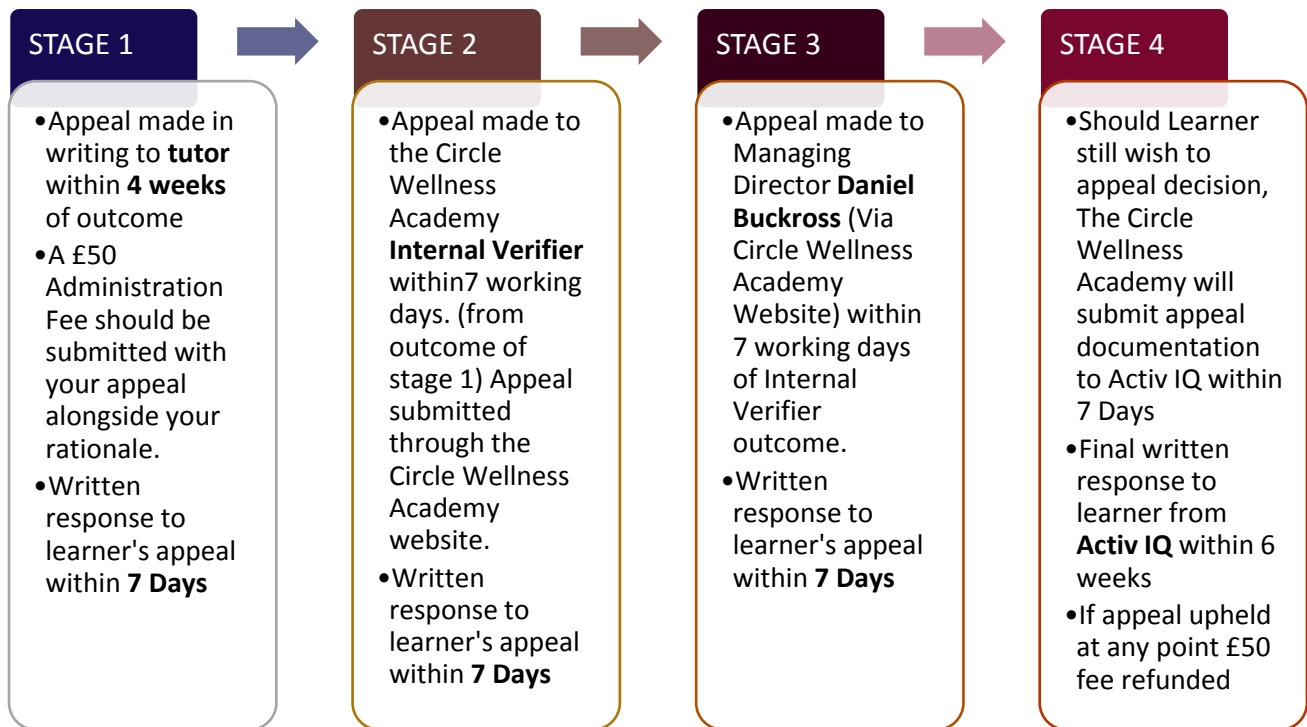 STAGE 1
•Appeal made in
writing to tutor
within 4 weeks
of outcome
•A £50
Administration
Fee should be
submitted with
your appeal
alongside your
rationale.
•Written
response to
learner's appeal
within 7 Days
STAGE 2
•Appeal made to
the Circle
Wellness
Academy
Internal Verifier
within7 working
days. (from
outcome of
stage 1) Appeal
submitted
through the
Circle Wellness
Academy
website.
•Written
response to
learner's appeal
within 7 Days
STAGE 3
•Appeal made to
Managing
Director Daniel
Buckross (Via
Circle Wellness
Academy
Website) within
7 working days
of Internal
Verifier
outcome.
•Written
response to
learner's appeal
within 7 Days
STAGE 4
•Should Learner
still wish to
appeal decision,
The Circle
Wellness
Academy will
submit appeal
documentation
to Activ IQ within
7 Days
•Final written
response to
learner from
Activ IQ within 6
weeks
•If appeal upheld
at any point £50
fee refunded